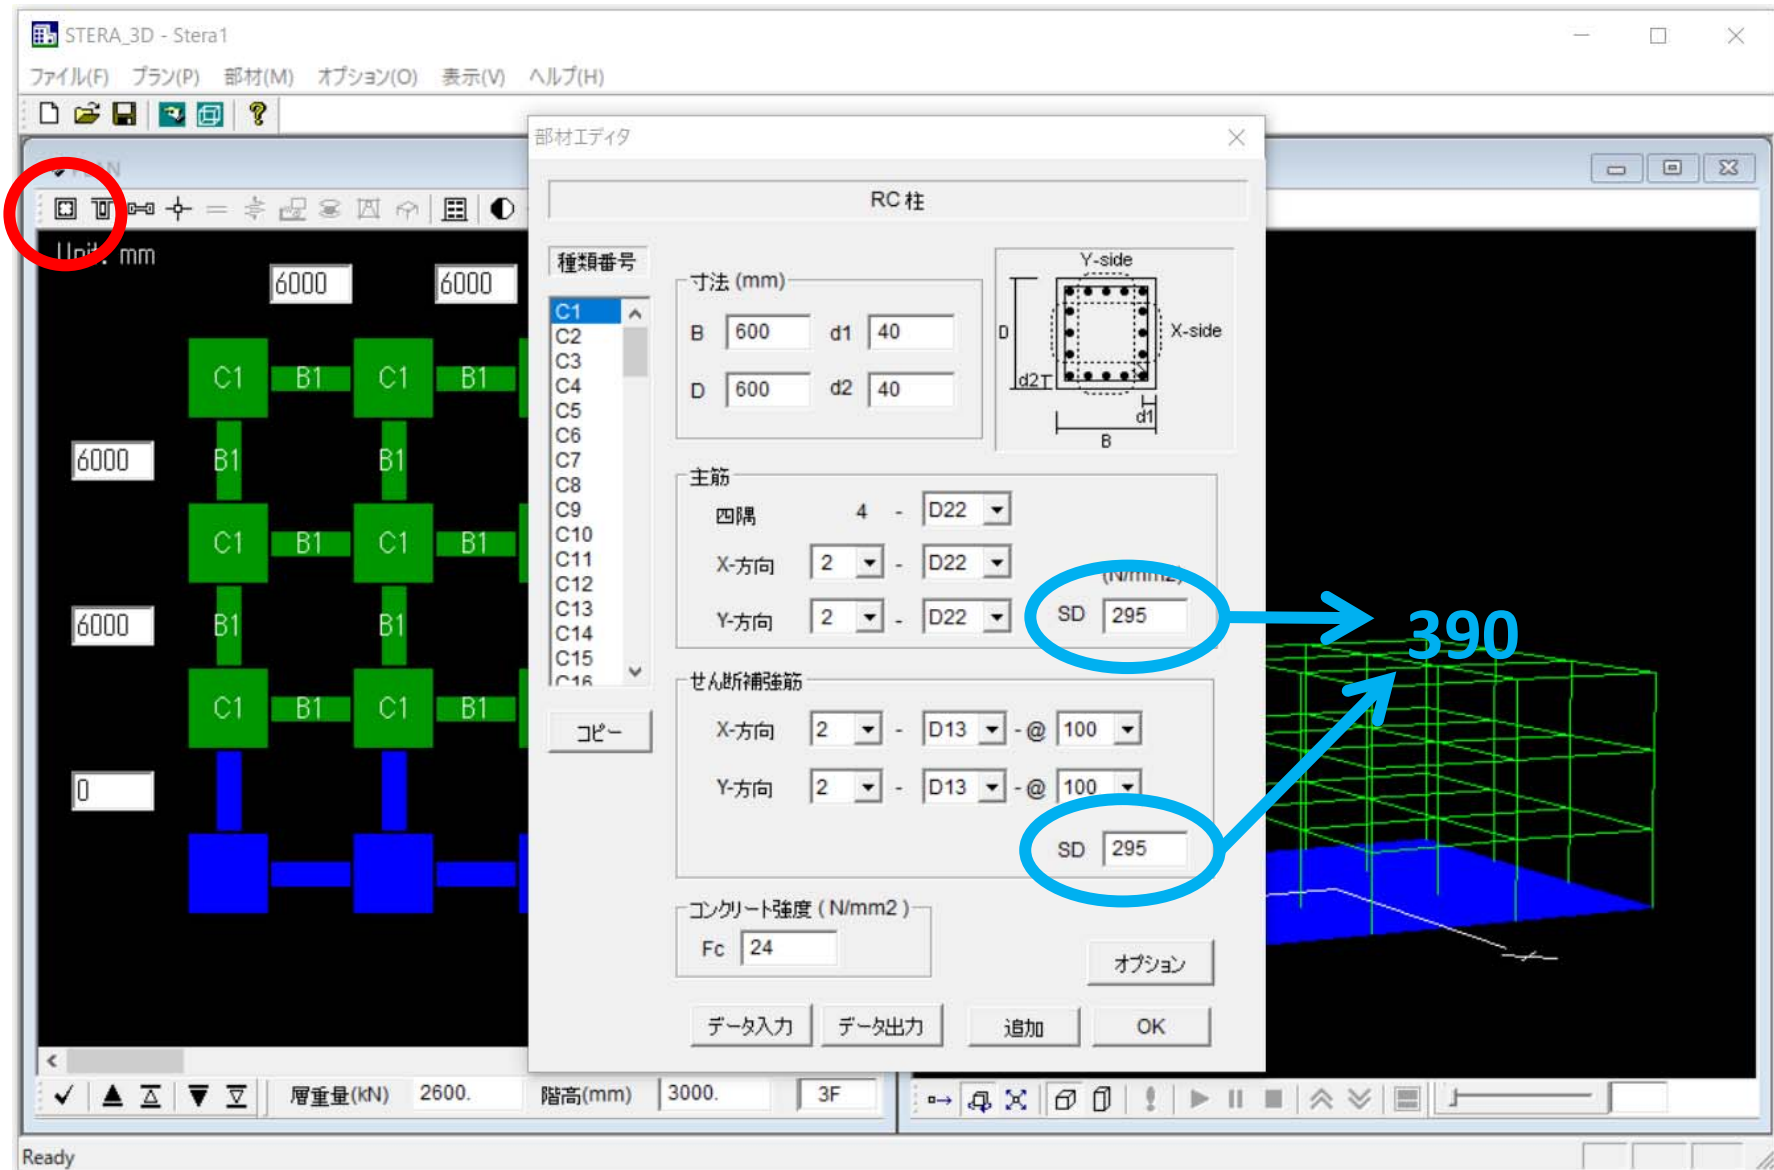 STERA_3D - Stera1
ファイル(F) プラン(P) 部材(M) オプション(O) 表示(V) ヘルプ(H)
部材エディタ
RC 柱
Unit: mm
6000 6000
6000
6000
0
C1 B1 C1 B1
B1 B1
C1 B1 C1 B1
B1 B1
C1 B1 C1 B1
種類番号
C1
C2
C3
C4
C5
C6
C7
C8
C9
C10
C11
C12
C13
C14
C15
C16
コピー
寸法 (mm)
B 600 d1 40
D 600 d2 40
Y-side
D X-side
d2
d1
B
主筋
四隅 4 - D22
X-方向 2 - D22
(N/mm2)
Y-方向 2 - D22 SD 295
390
せん断補強筋
X-方向 2 - D13 - @ 100
Y-方向 2 - D13 - @ 100
SD 295
コンクリート強度 ( N/mm2 )
Fc 24
オプション
データ入力 データ出力 追加 OK
層重量(kN) 2600. 階高(mm) 3000. 3F
Ready